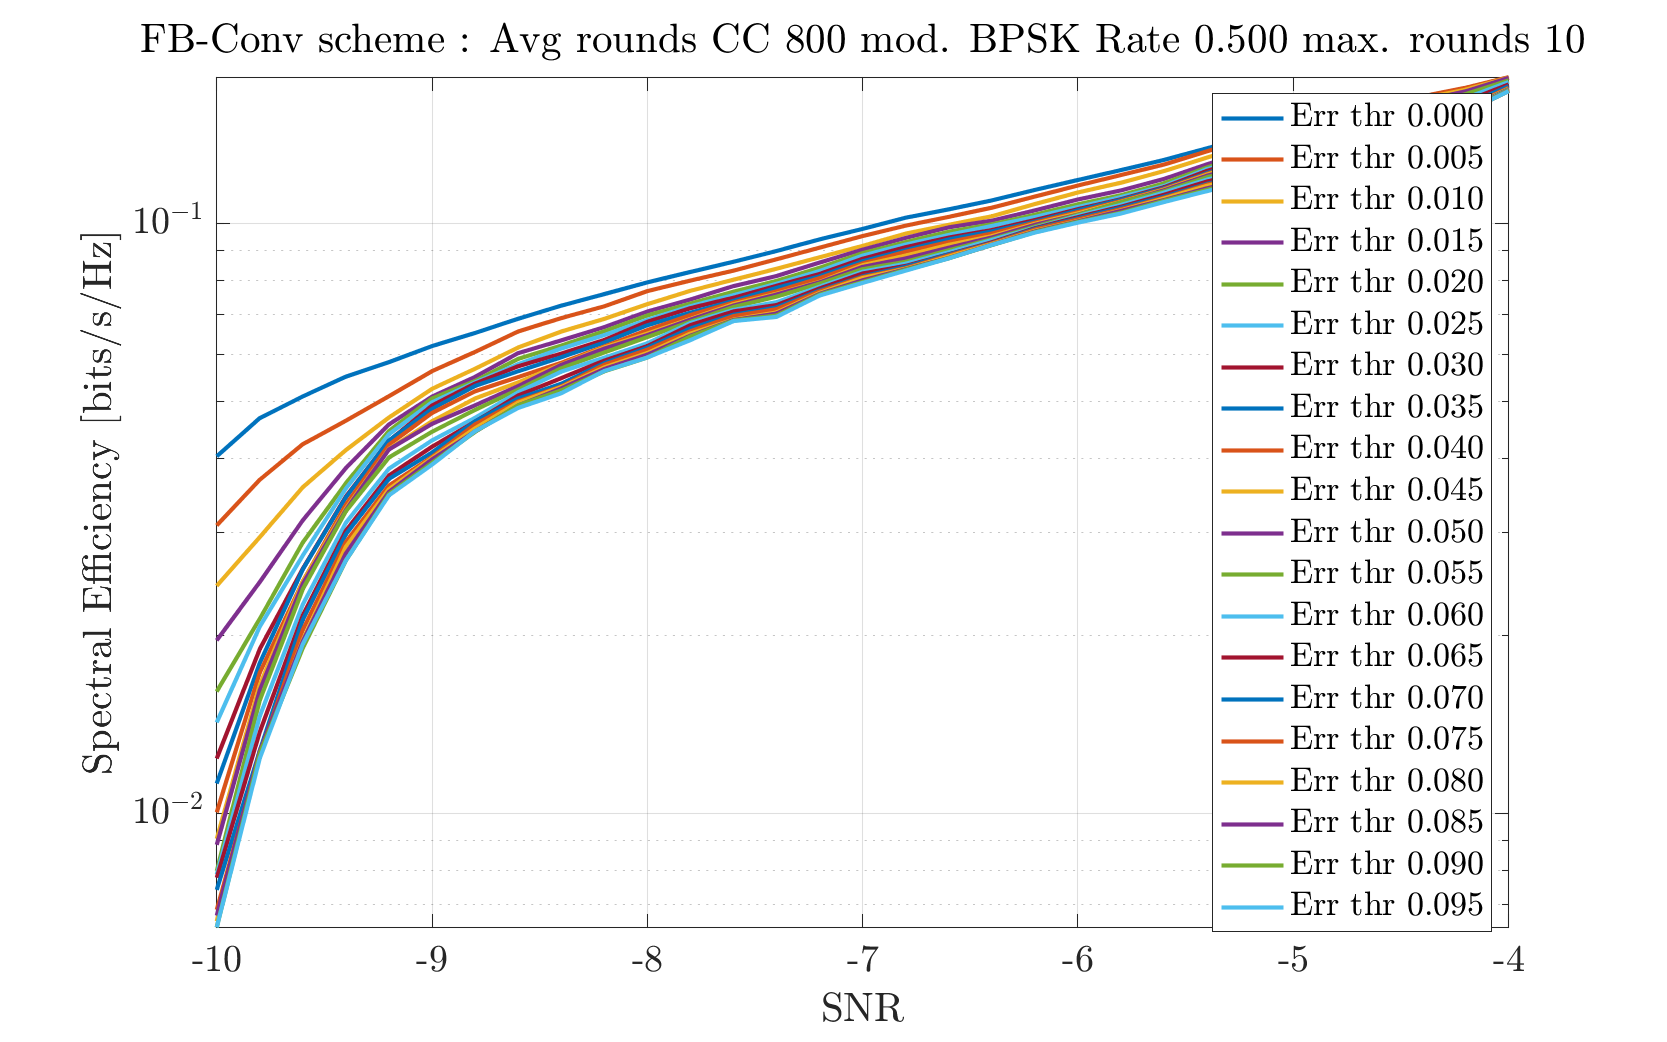 FB-Conv scheme : Avg rounds CC 800 mod. BPSK Rate 0.500 max. rounds 10
Spectral Efficiency [bits/s/Hz]
10⁻¹
10⁻²
-10 -9 -8 -7 -6 -5 -4
SNR
Err thr 0.000
Err thr 0.005
Err thr 0.010
Err thr 0.015
Err thr 0.020
Err thr 0.025
Err thr 0.030
Err thr 0.035
Err thr 0.040
Err thr 0.045
Err thr 0.050
Err thr 0.055
Err thr 0.060
Err thr 0.065
Err thr 0.070
Err thr 0.075
Err thr 0.080
Err thr 0.085
Err thr 0.090
Err thr 0.095